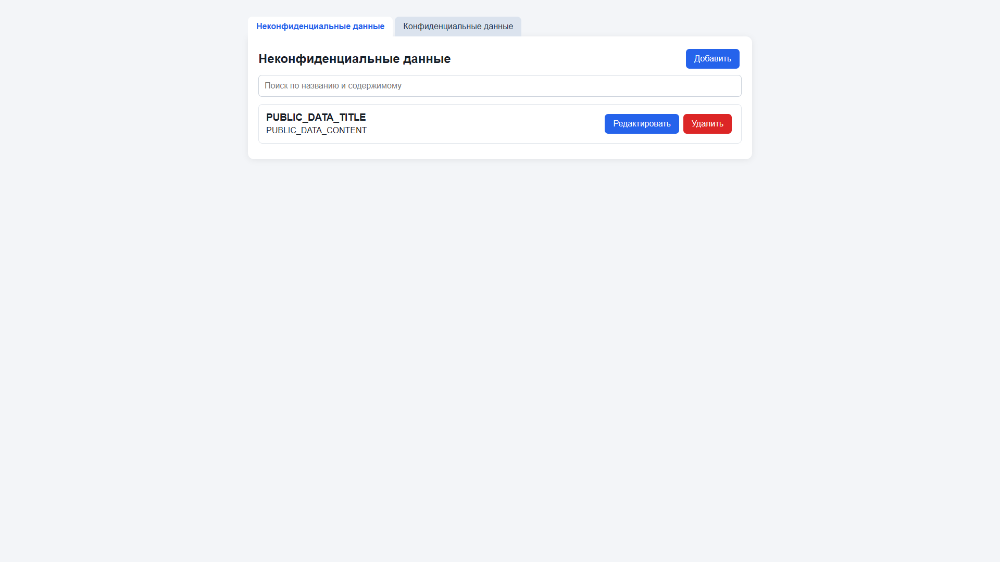 Неконфиденциальные данные
Конфиденциальные данные
Неконфиденциальные данные
Добавить
Поиск по названию и содержимому
PUBLIC_DATA_TITLE
PUBLIC_DATA_CONTENT
Редактировать
Удалить